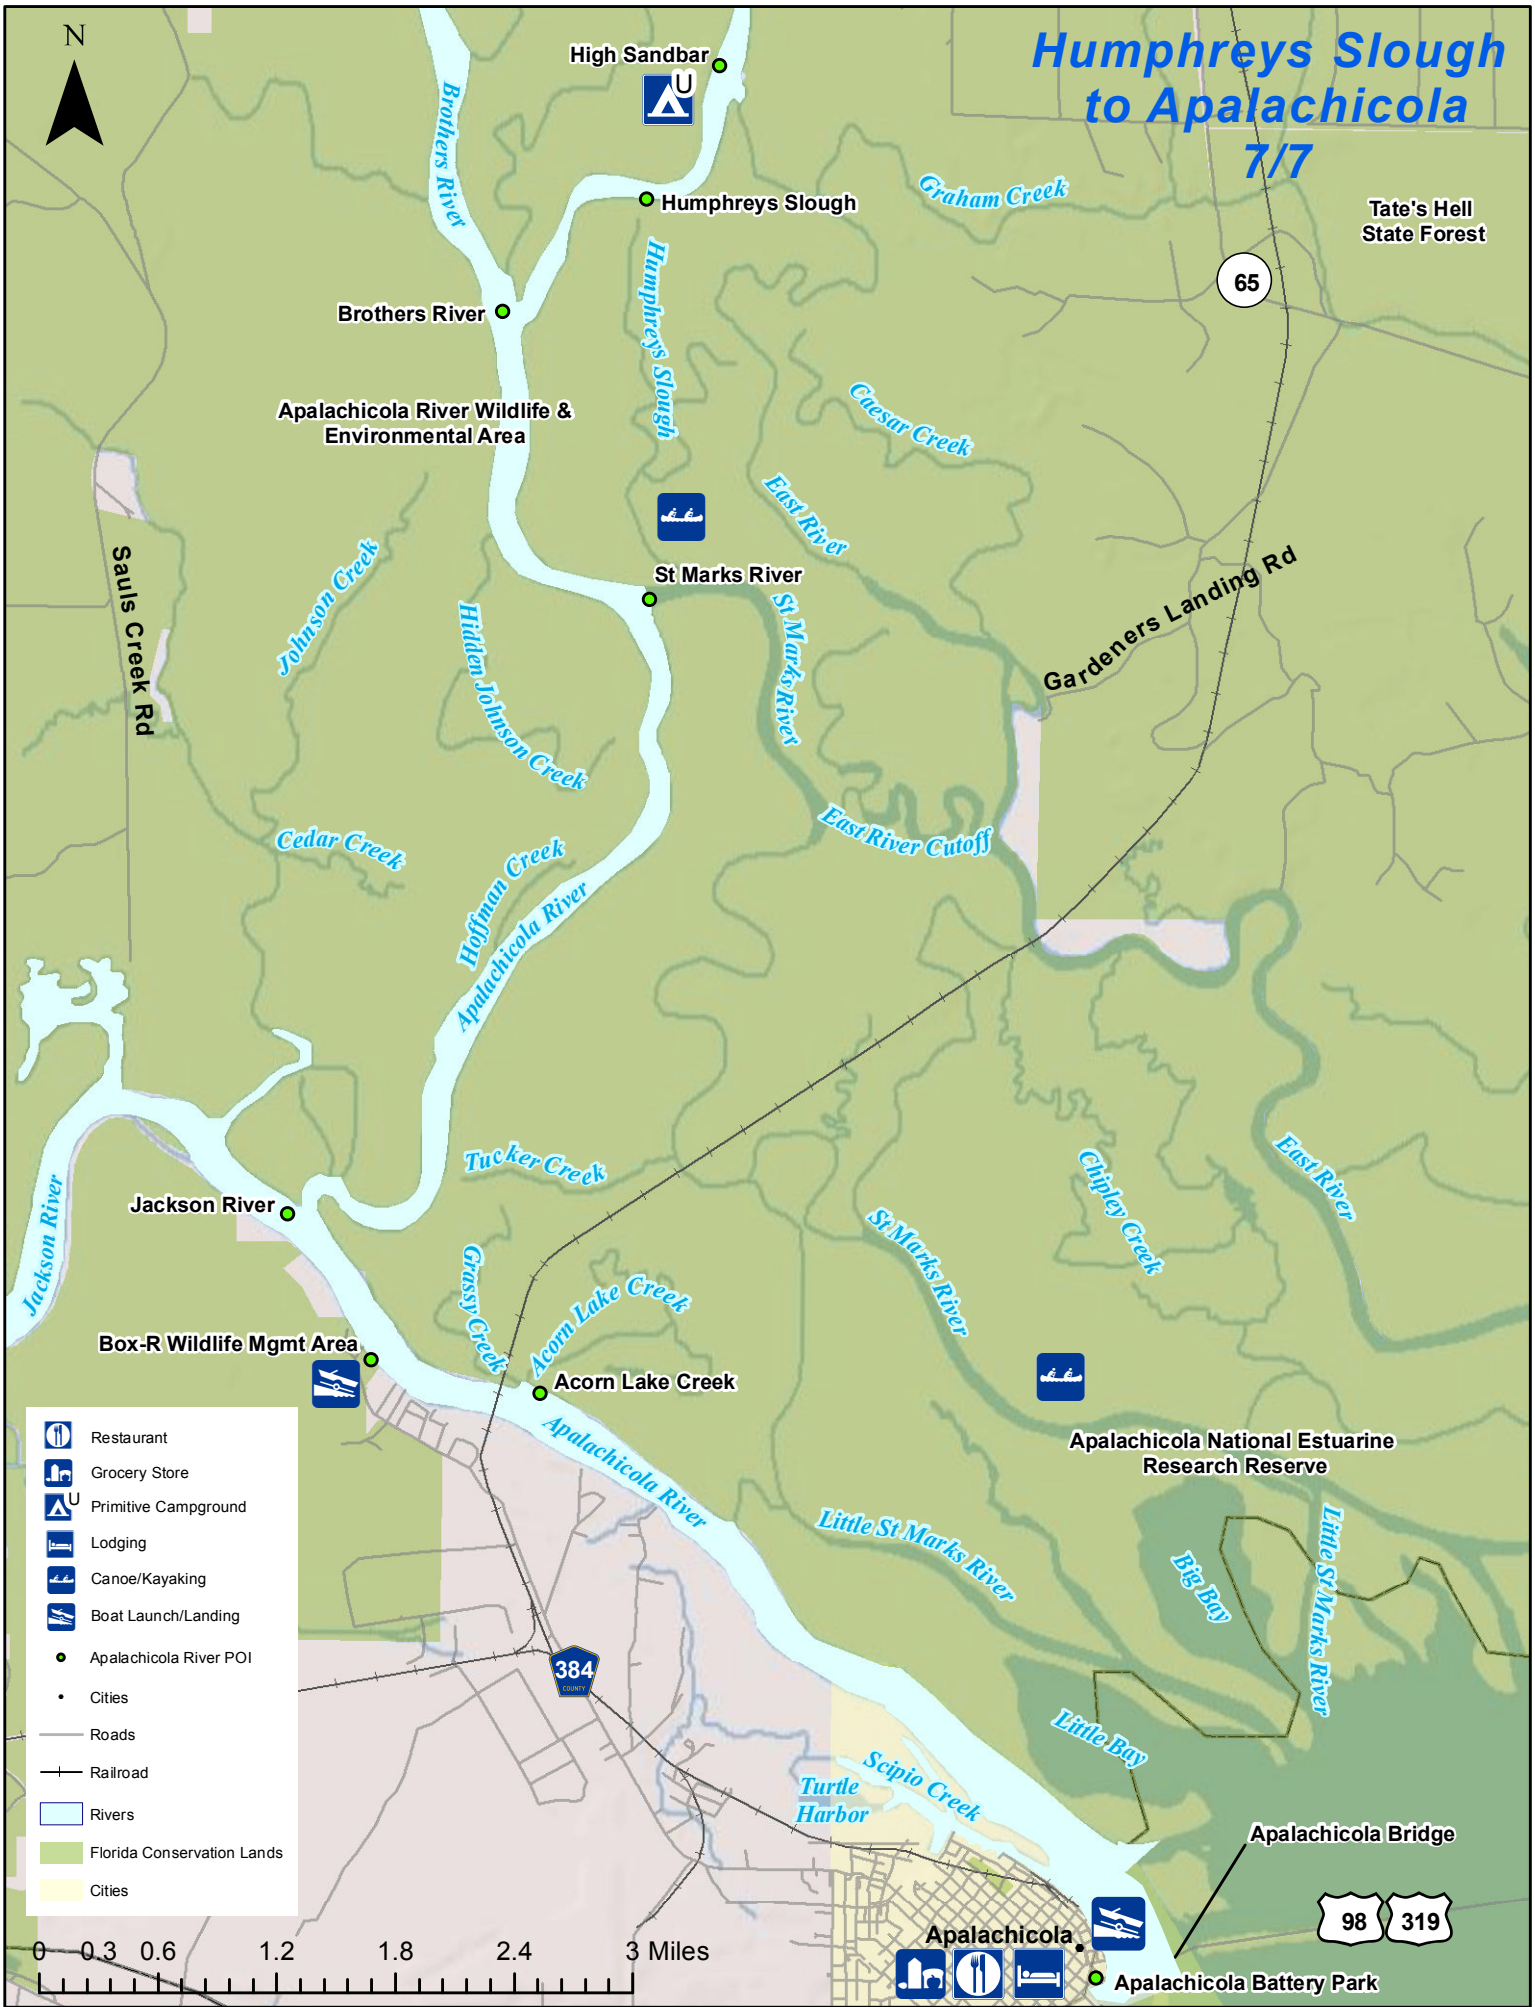 N
Humphreys Slough
to Apalachicola
7/7
High Sandbar
U
Brothers River
Humphreys Slough
Graham Creek
Tate's Hell
State Forest
65
Brothers River
Humphreys Slough
Apalachicola River Wildlife &
Environmental Area
Caesar Creek
East River
St Marks River
Sauls Creek Rd
Johnson Creek
Hidden Johnson Creek
St Marks River
Gardeners Landing Rd
Cedar Creek
East River Cutoff
Hoffman Creek
Apalachicola River
Tucker Creek
Jackson River
Jackson River
St Marks River
Chipley Creek
East River
Grassy Creek
Acorn Lake Creek
Box-R Wildlife Mgmt Area
Acorn Lake Creek
Apalachicola River
Apalachicola National Estuarine
Research Reserve
Little St Marks River
Big Bay
Little St Marks River
Little Bay
384
COUNTY
Scipio Creek
Turtle
Harbor
Apalachicola Bridge
98
319
Apalachicola
Apalachicola Battery Park
Restaurant
Grocery Store
U
Primitive Campground
Lodging
Canoe/Kayaking
Boat Launch/Landing
Apalachicola River POI
Cities
Roads
Railroad
Rivers
Florida Conservation Lands
Cities
0 0.3 0.6 1.2 1.8 2.4 3 Miles